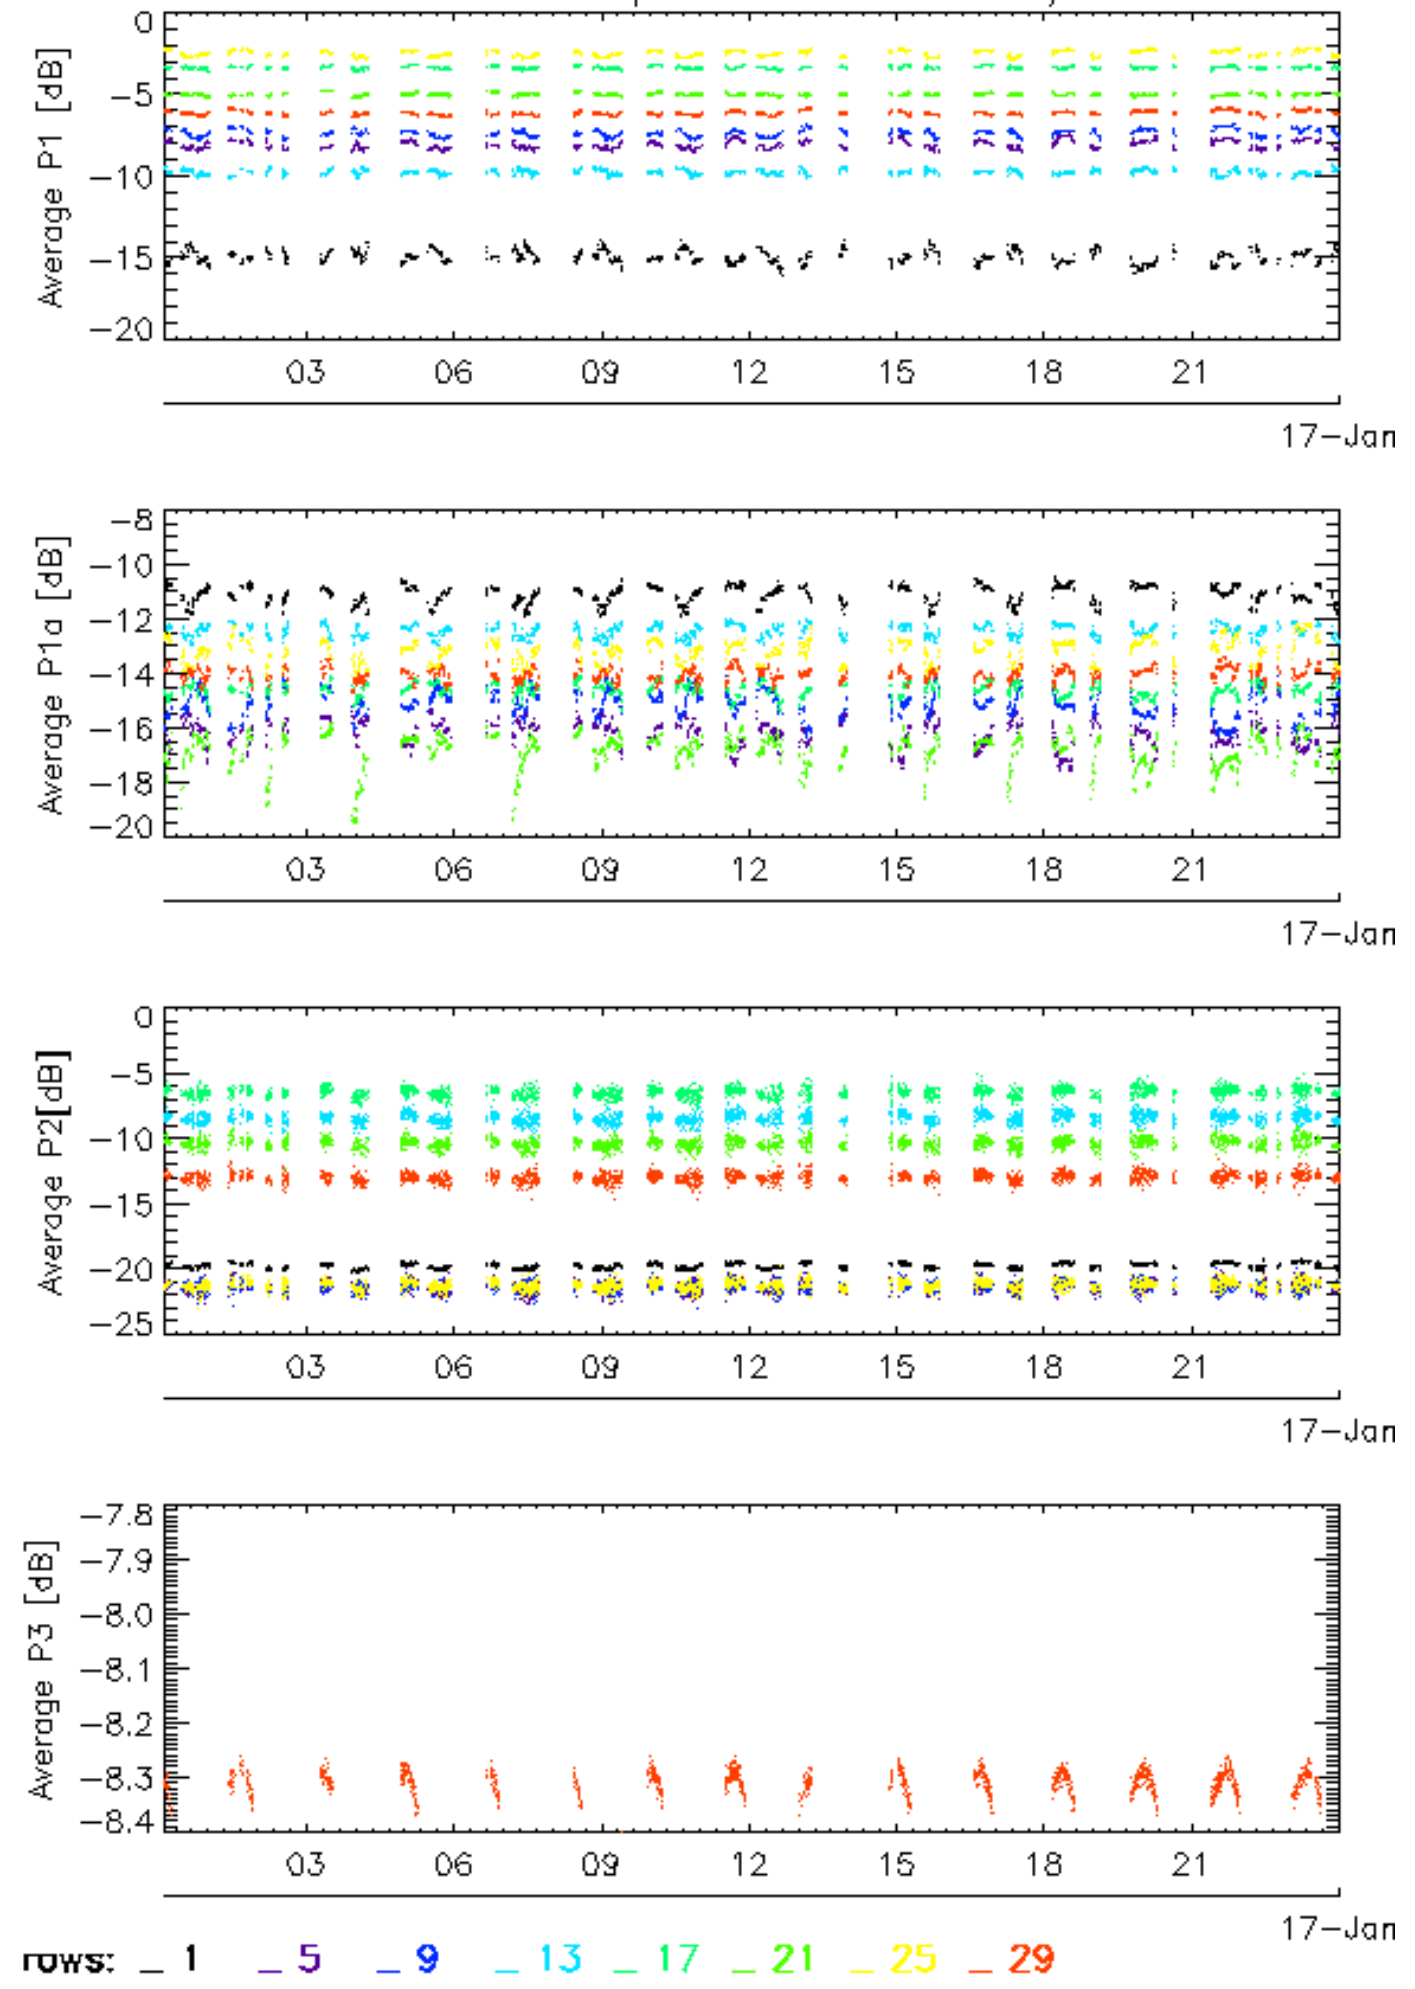 0
−5
−10
−15
−20
Average P1 [dB]
03 06 09 12 15 18 21
17−Jan
−8
−10
−12
−14
−16
−18
−20
Average P1a [dB]
03 06 09 12 15 18 21
17−Jan
0
−5
−10
−15
−20
−25
Average P2[dB]
03 06 09 12 15 18 21
17−Jan
−7.8
−7.9
−8.0
−8.1
−8.2
−8.3
−8.4
Average P3 [dB]
03 06 09 12 15 18 21
17−Jan
rows: _ 1 _ 5 _ 9 _ 13 _ 17 _ 21 _ 25 _ 29